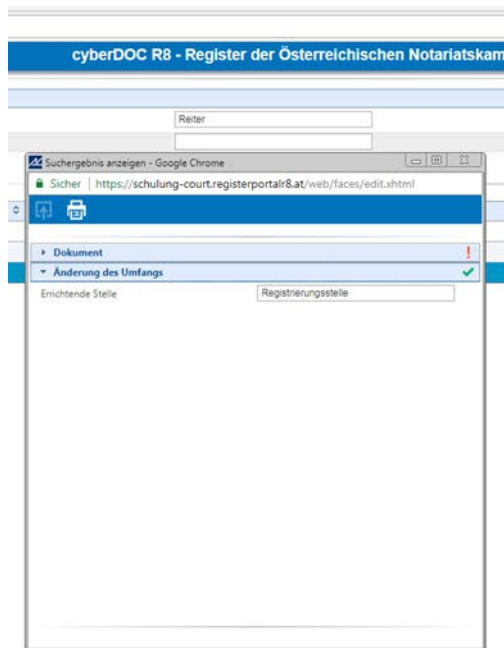 cyberDOC R8 - Register der Österreichischen Notariatskam
Reiter
Suchergebnis anzeigen - Google Chrome
Sicher | https://schulung-court.registerportalr8.at/web/faces/edit.xhtml
Dokument
Änderung des Umfangs
Errichtende Stelle Registrierungsstelle